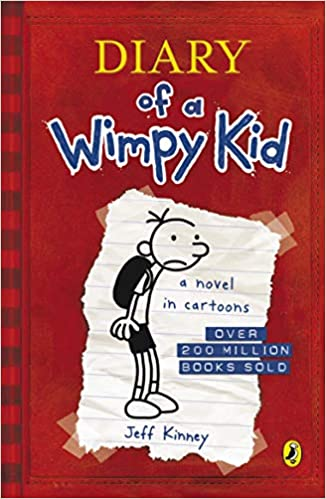 DIARY
of a
Wimpy Kid
a novel
in cartoons
OVER
200 MILLION
BOOKS SOLD
Jeff Kinney